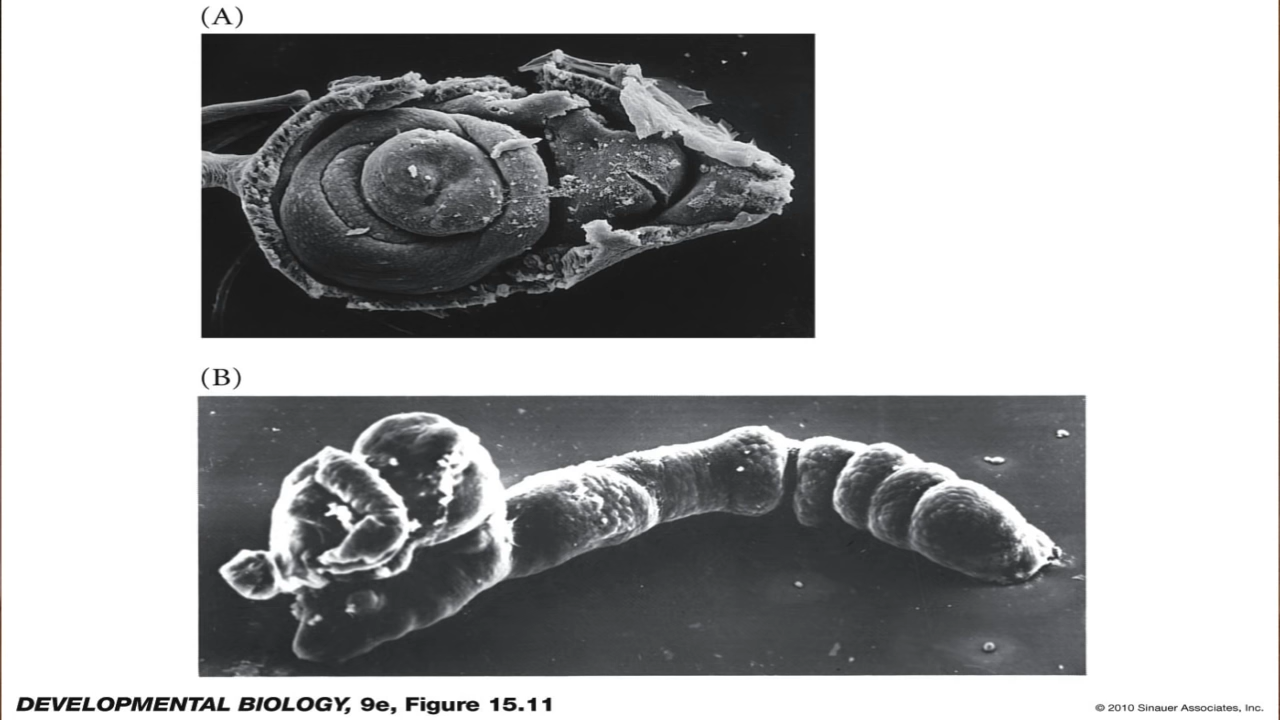 (A)
(B)
DEVELOPMENTAL BIOLOGY, 9e, Figure 15.11
© 2010 Sinauer Associates, Inc.